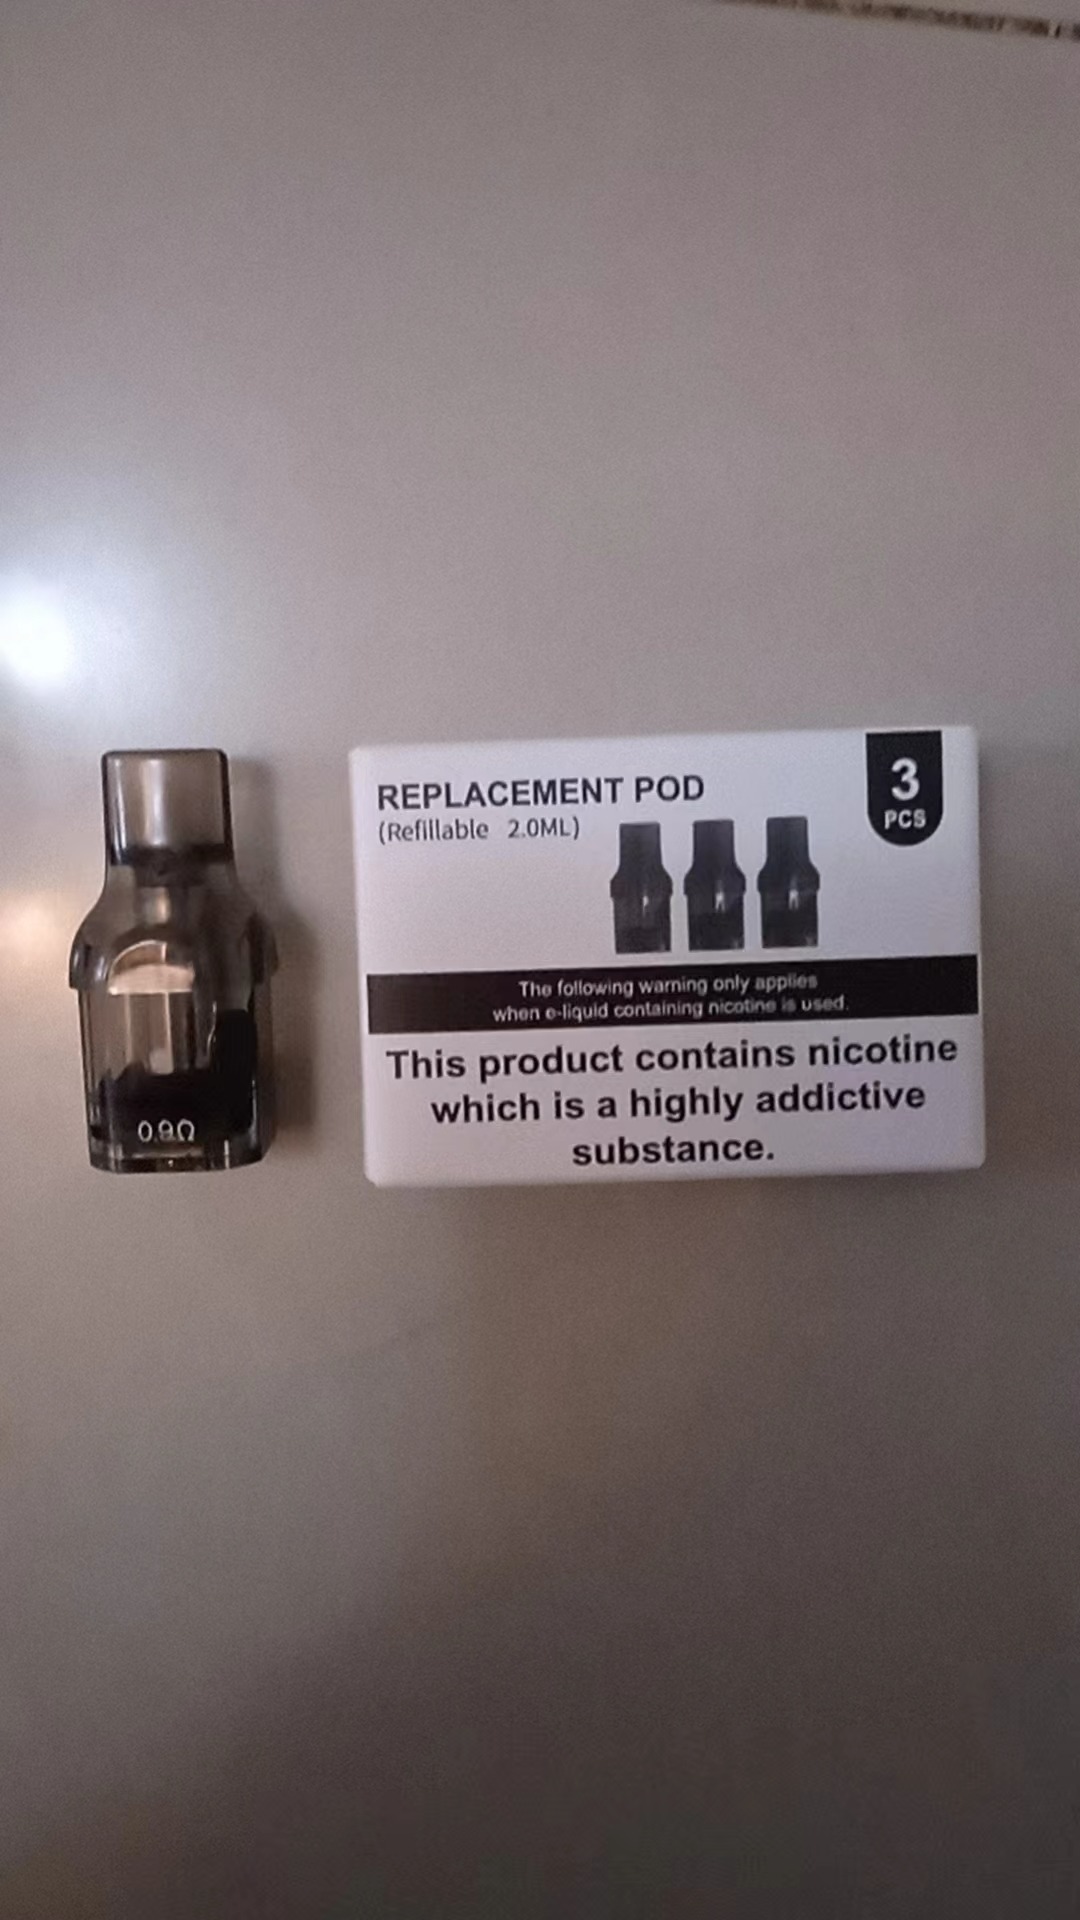 REPLACEMENT POD
(Refillable 2.0ML)
3
PCS
The following warning only applies
when e-liquid containing nicotine is used.
This product contains nicotine
which is a highly addictive
substance.
0.9Ω